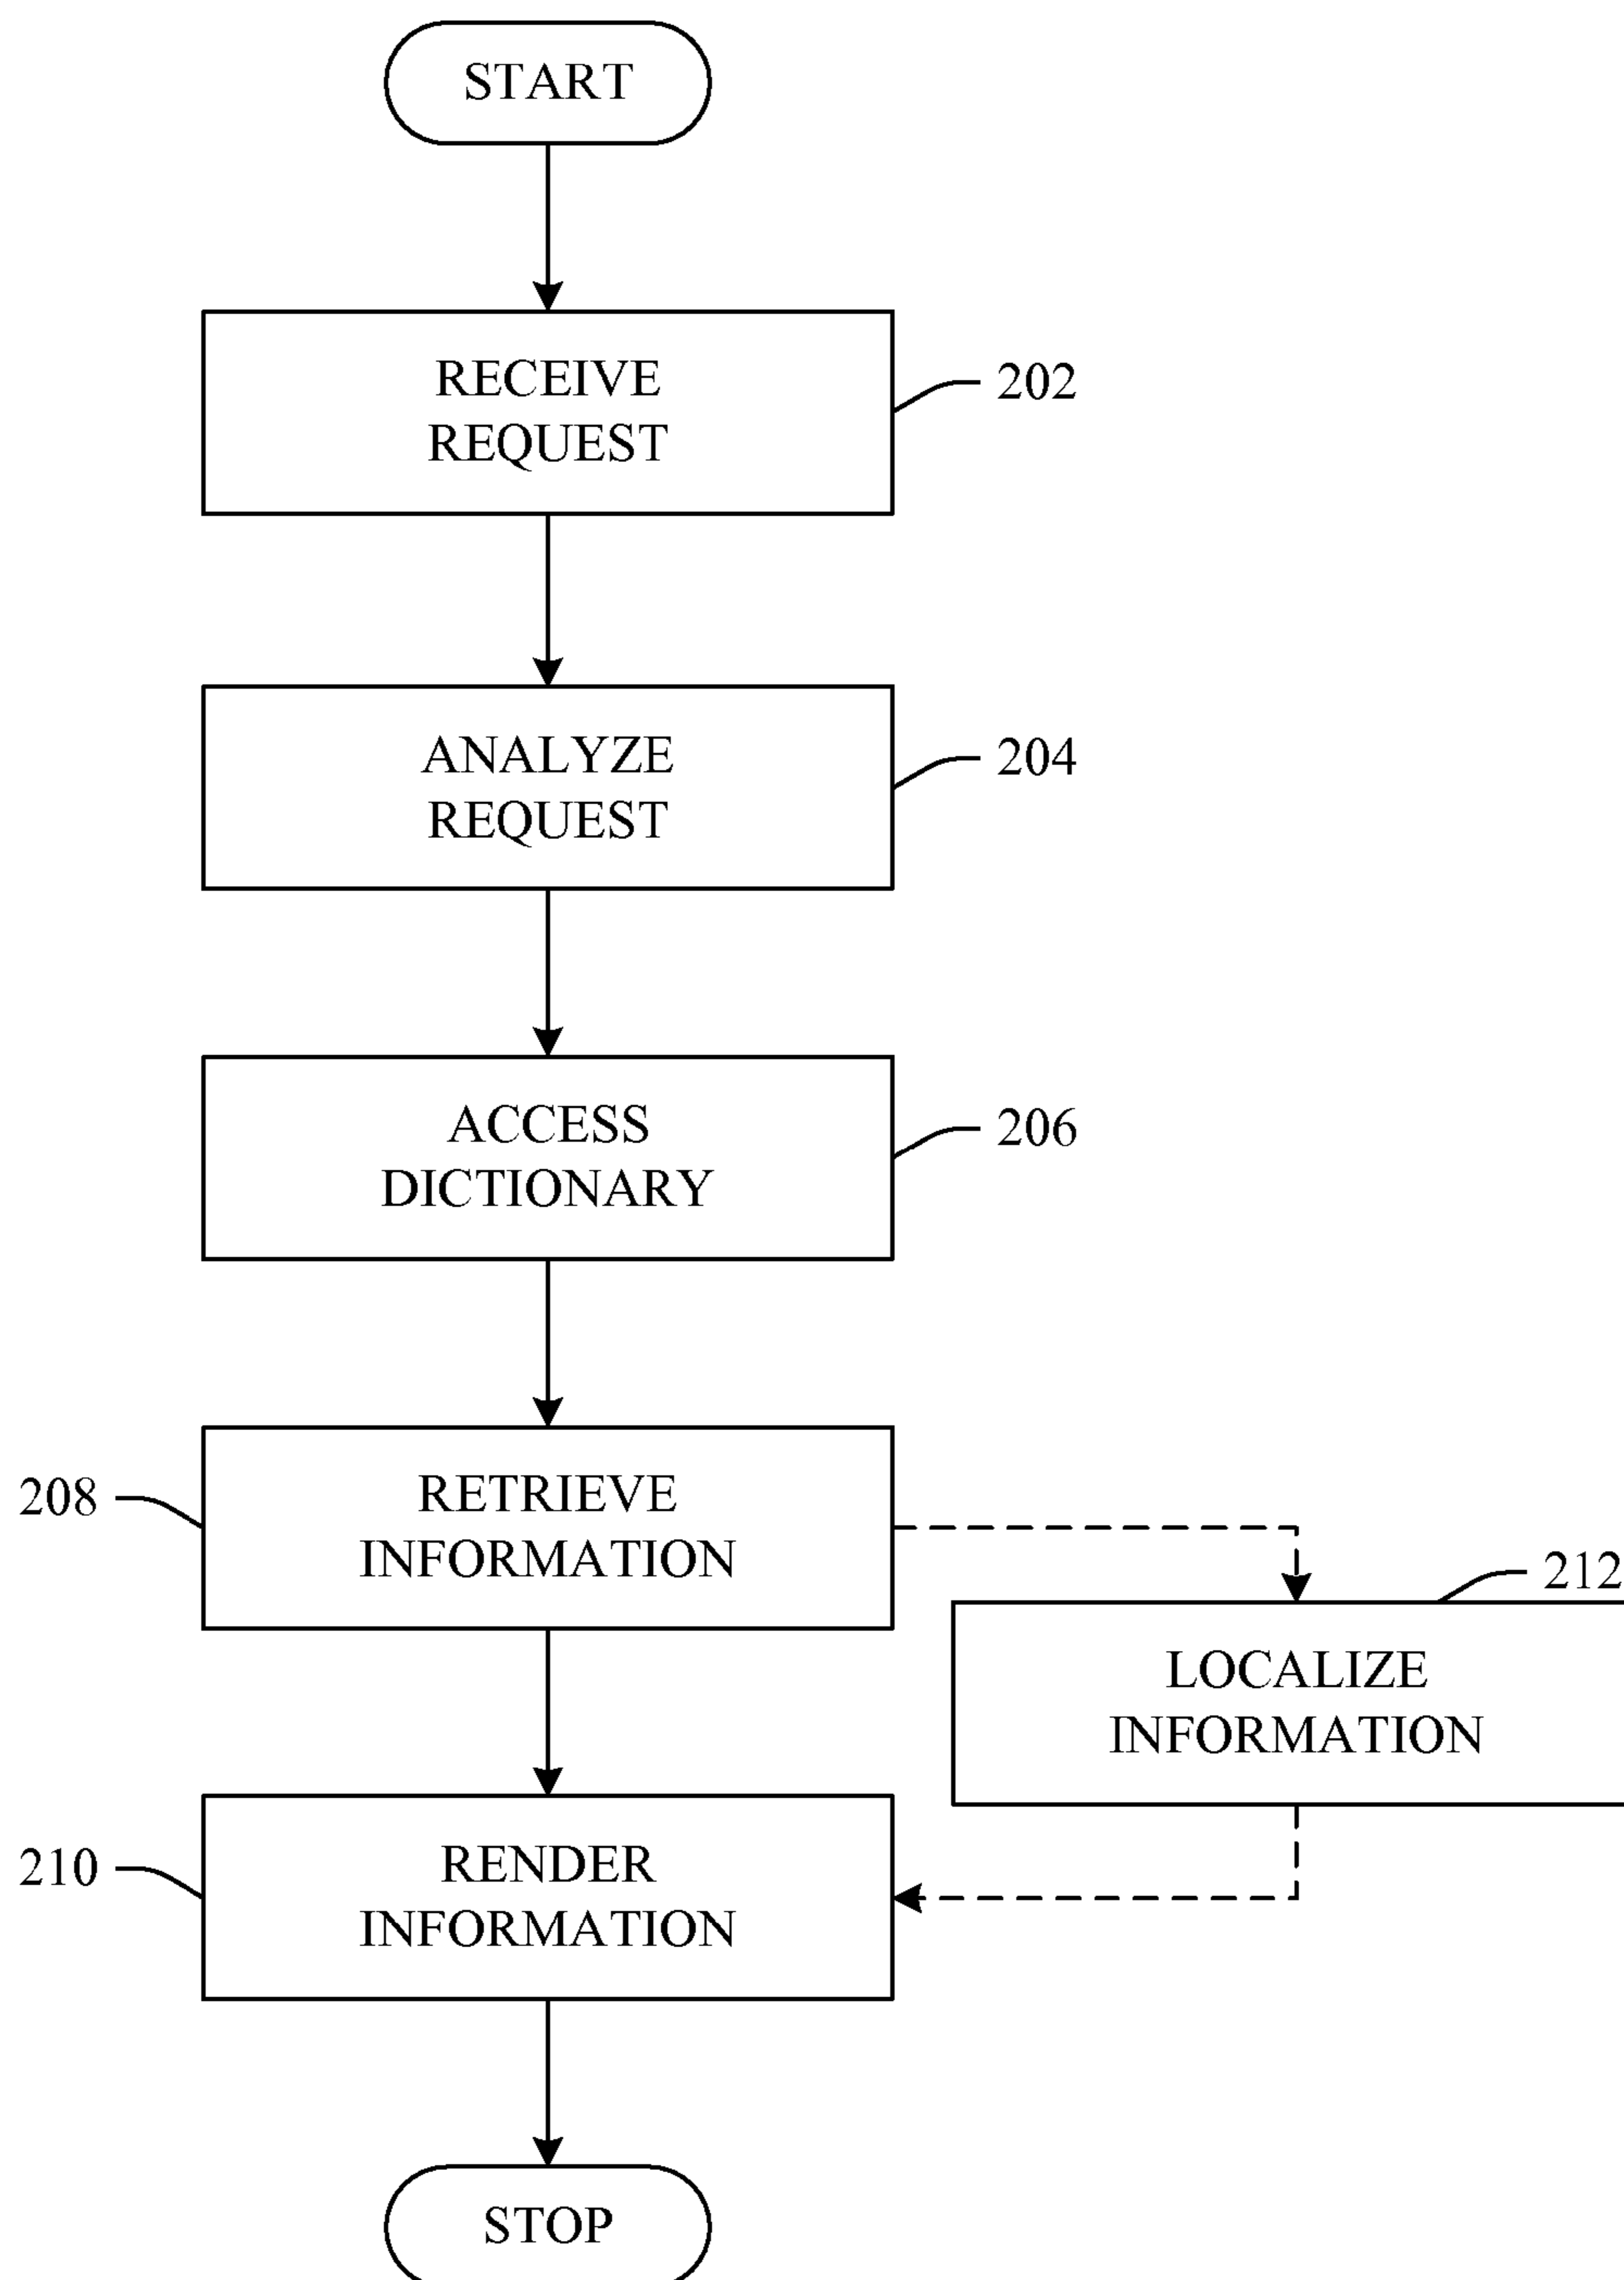 START
RECEIVE
REQUEST
202
ANALYZE
REQUEST
204
ACCESS
DICTIONARY
206
208
RETRIEVE
INFORMATION
212
LOCALIZE
INFORMATION
210
RENDER
INFORMATION
STOP